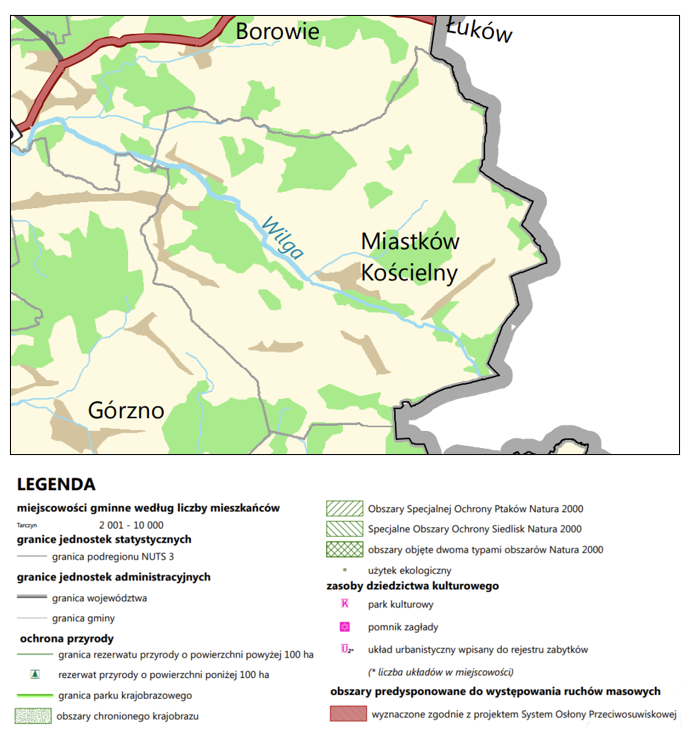 Borowie
Łuków
Wilga
Miastków
Kościelny
Górzno
LEGENDA
miejscowości gminne według liczby mieszkańców
Tarczyn 2 001 - 10 000
granice jednostek statystycznych
granica podregionu NUTS 3
granice jednostek administracyjnych
granica województwa
granica gminy
ochrona przyrody
granica rezerwatu przyrody o powierzchni powyżej 100 ha
rezerwat przyrody o powierzchni poniżej 100 ha
granica parku krajobrazowego
obszary chronionego krajobrazu
Obszary Specjalnej Ochrony Ptaków Natura 2000
Specjalne Obszary Ochrony Siedlisk Natura 2000
obszary objęte dwoma typami obszarów Natura 2000
użytek ekologiczny
zasoby dziedzictwa kulturowego
K park kulturowy
pomnik zagłady
U2* układ urbanistyczny wpisany do rejestru zabytków
(* liczba układów w miejscowości)
obszary predysponowane do występowania ruchów masowych
wyznaczone zgodnie z projektem System Osłony Przeciwosuwiskowej